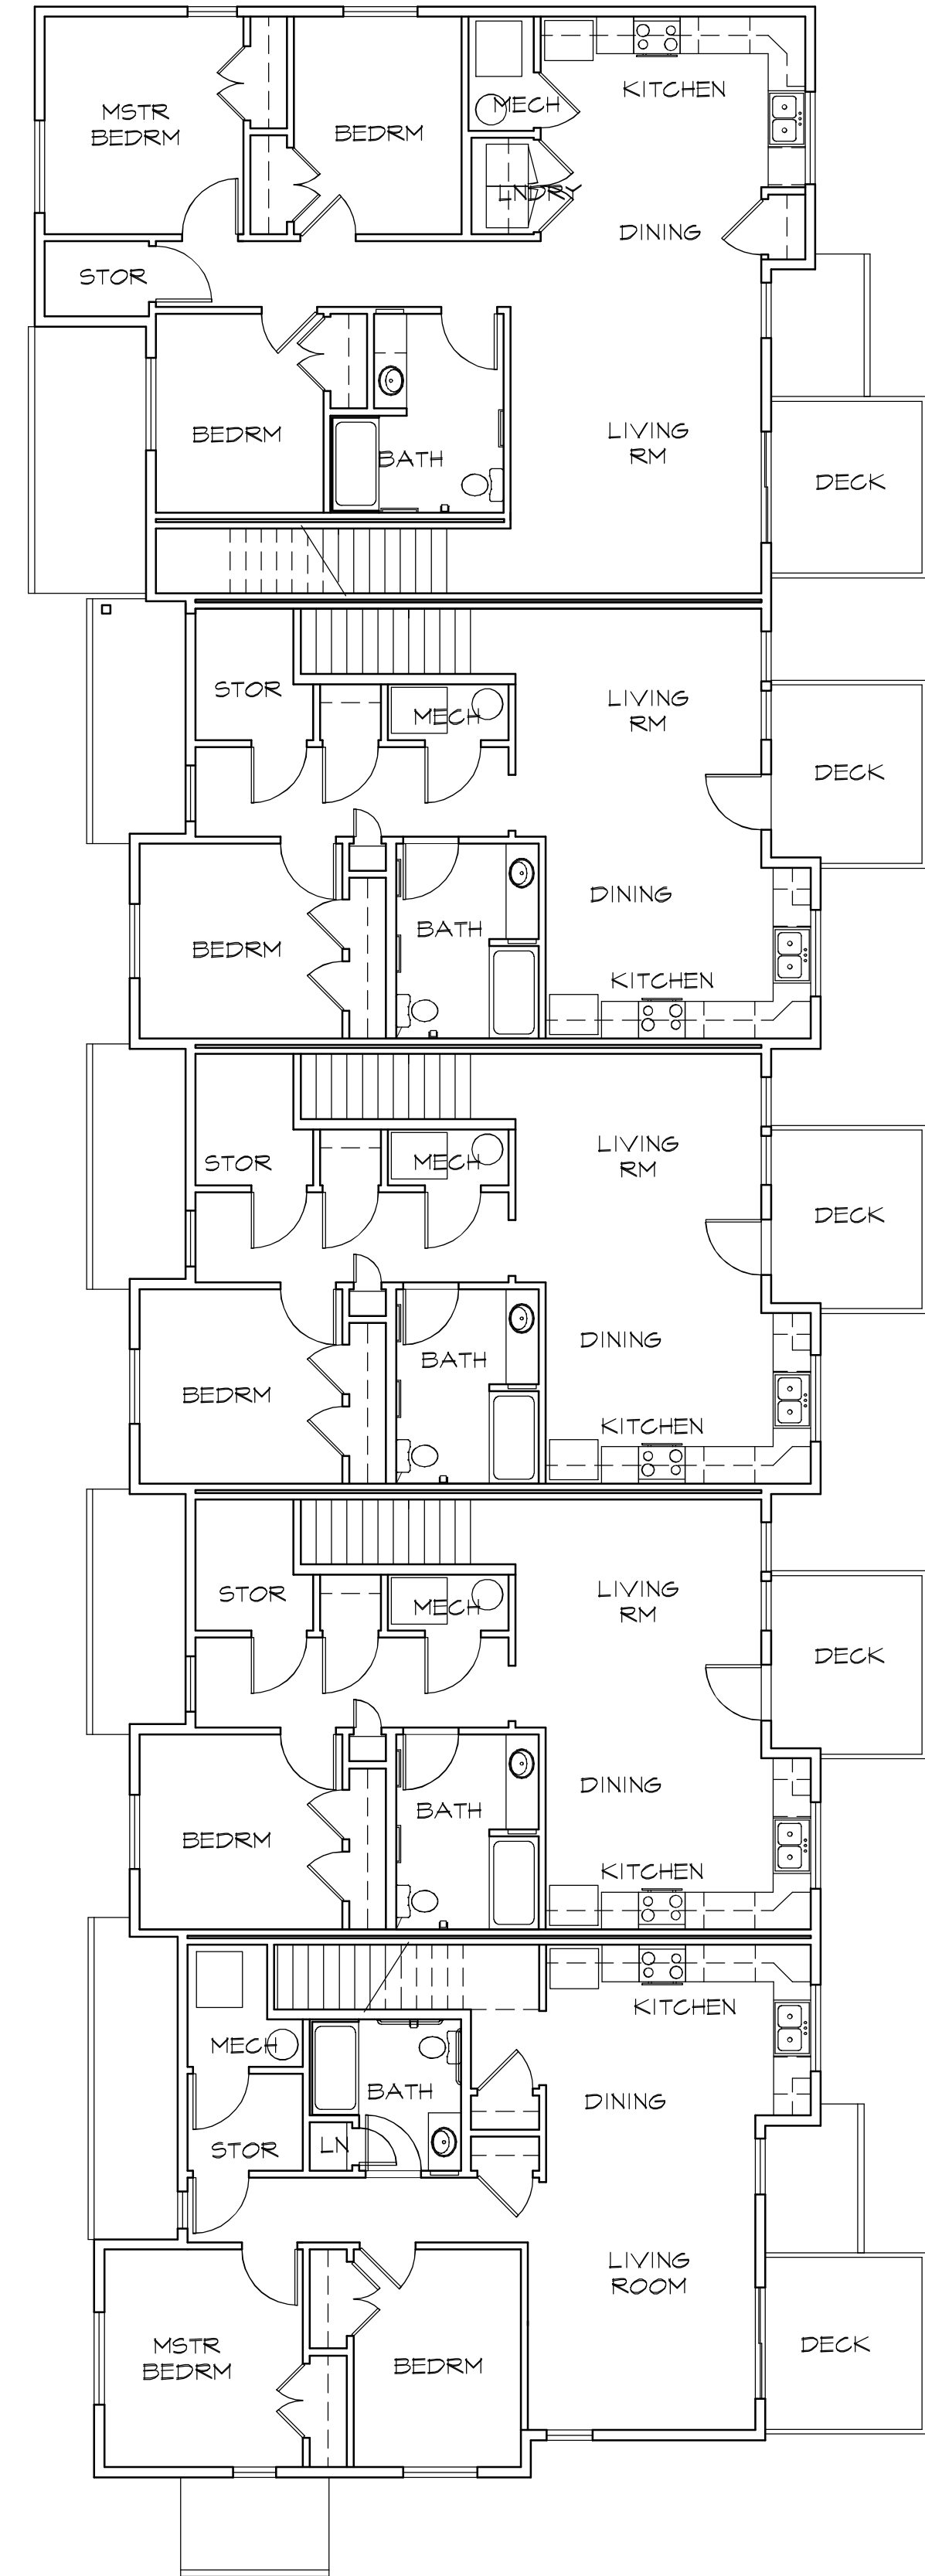 KITCHEN
MSTR
BEDRM
BEDRM
MECH
LNDRY
DINING
STOR
BEDRM
BATH
LIVING
RM
DECK
STOR
MECH
LIVING
RM
DECK
BEDRM
BATH
DINING
KITCHEN
STOR
MECH
LIVING
RM
DECK
BEDRM
BATH
DINING
KITCHEN
STOR
MECH
LIVING
RM
DECK
BEDRM
BATH
DINING
KITCHEN
KITCHEN
MECH
BATH
DINING
STOR
LN
LIVING
ROOM
MSTR
BEDRM
BEDRM
DECK